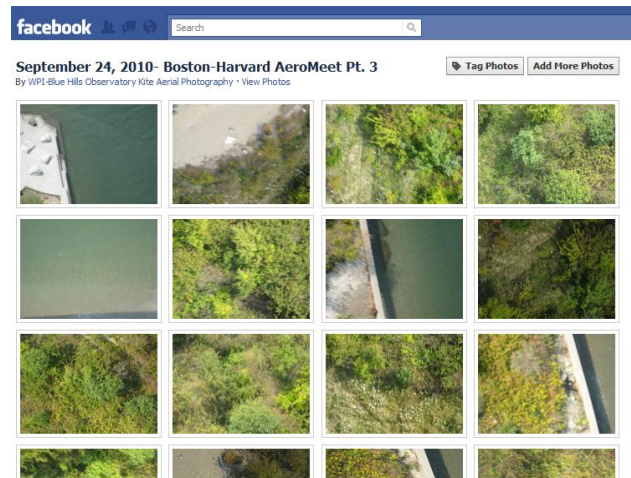 facebook
Search
September 24, 2010- Boston-Harvard AeroMeet Pt. 3
Tag Photos
Add More Photos
By WPI-Blue Hills Observatory Kite Aerial Photography · View Photos